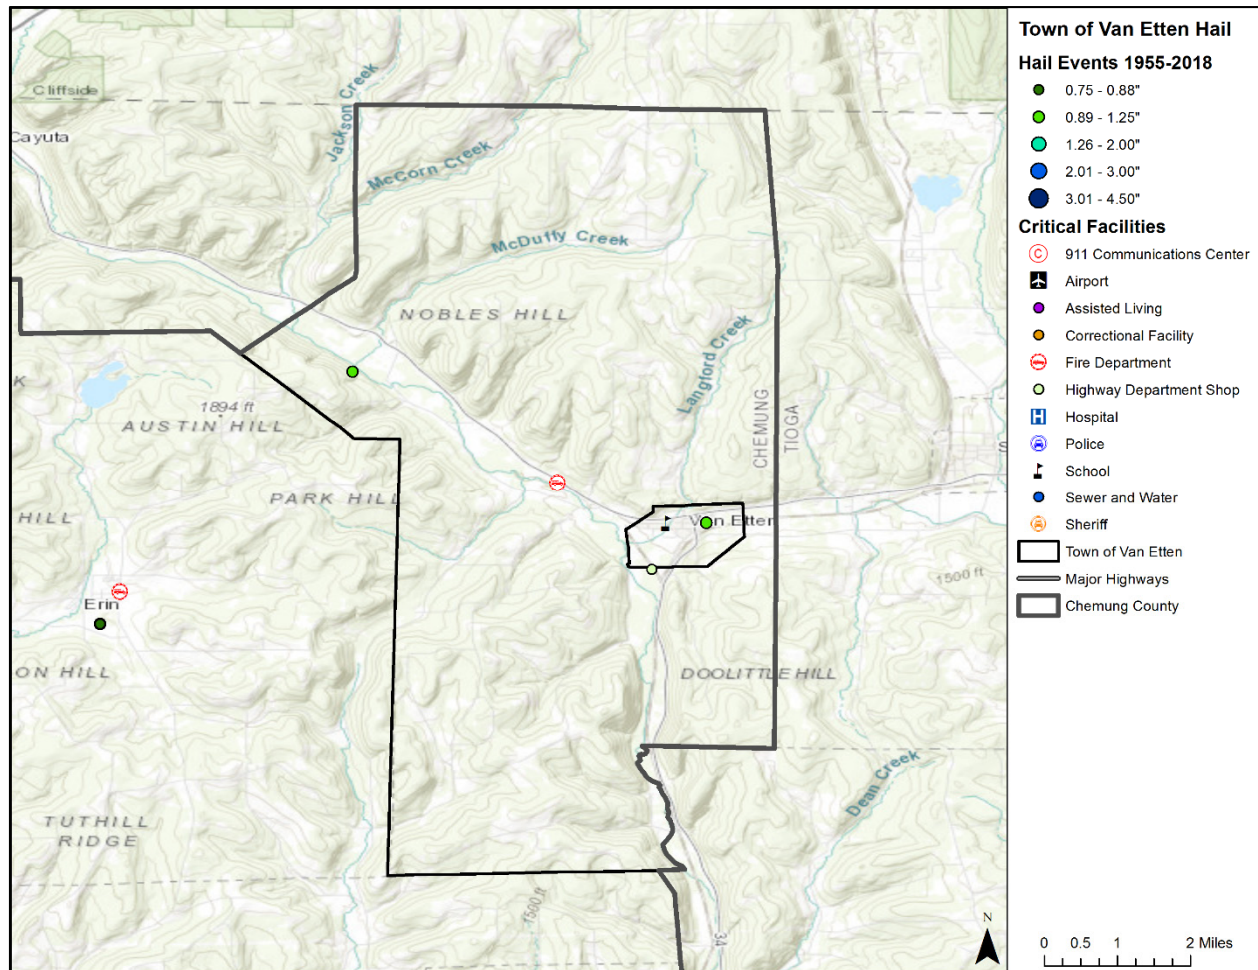 Cliffside
Cayuta
Jackson Creek
McCorn Creek
McDuffy Creek
NOBLES HILL
Langford Creek
1894 ft
AUSTIN HILL
CHEMUNG
TIOGA
PARK HILL
HILL
Van Etten
1500 ft
Erin
ON HILL
DOOLITTLE HILL
Dean Creek
TUTHILL
RIDGE
1500 ft
34
N
Town of Van Etten Hail
Hail Events 1955-2018
0.75 - 0.88"
0.89 - 1.25"
1.26 - 2.00"
2.01 - 3.00"
3.01 - 4.50"
Critical Facilities
C 911 Communications Center
Airport
Assisted Living
Correctional Facility
Fire Department
Highway Department Shop
H Hospital
Police
School
Sewer and Water
Sheriff
Town of Van Etten
Major Highways
Chemung County
0 0.5 1 2 Miles